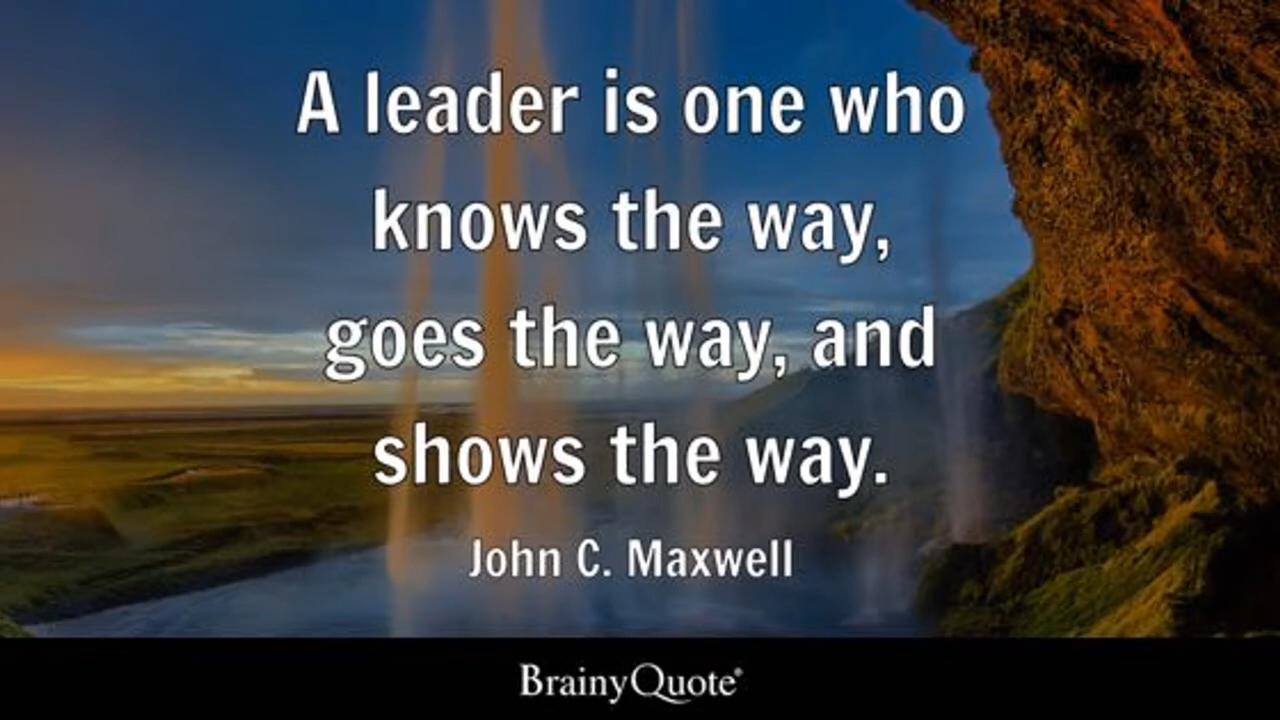 A leader is one who
knows the way,
goes the way, and
shows the way.
John C. Maxwell
BrainyQuote®